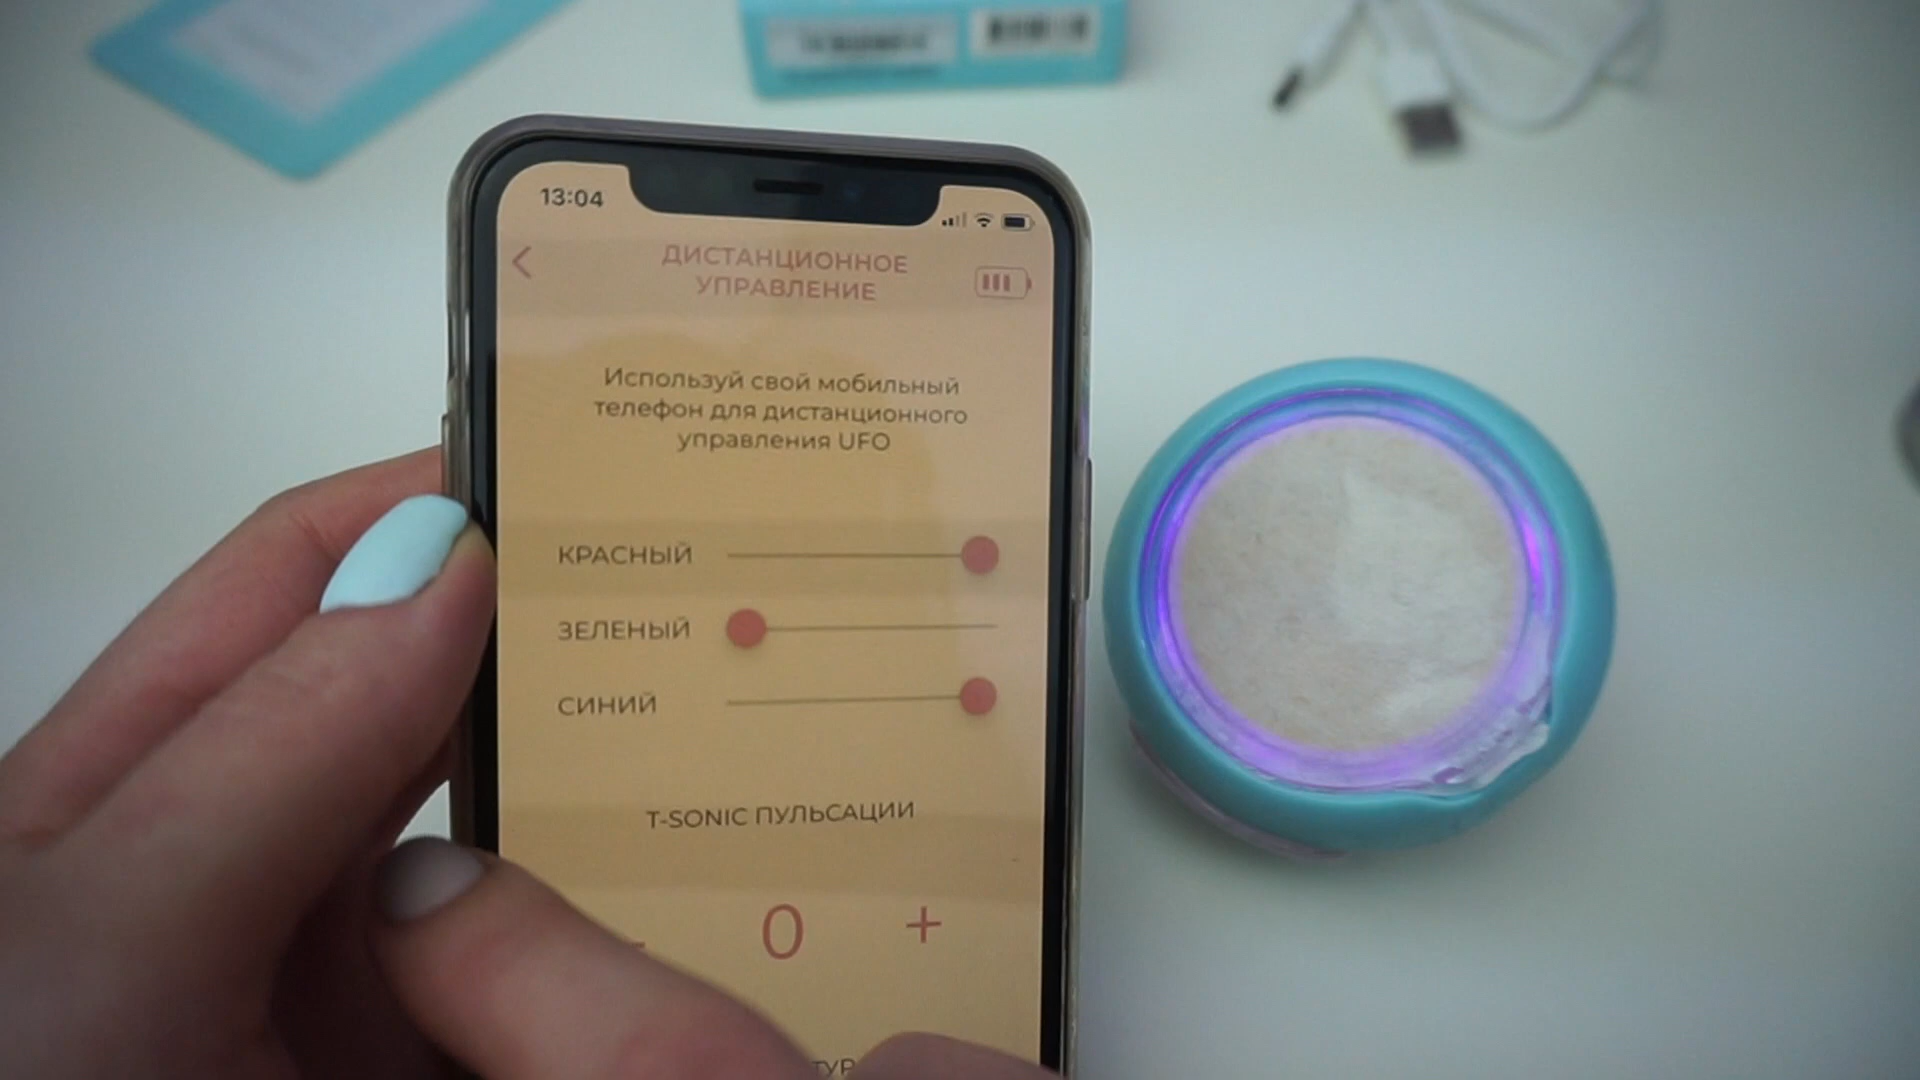 13:04
ДИСТАНЦИОННОЕ
УПРАВЛЕНИЕ
Используй свой мобильный
телефон для дистанционного
управления UFO
КРАСНЫЙ
ЗЕЛЕНЫЙ
СИНИЙ
T-SONIC ПУЛЬСАЦИИ
- 0 +